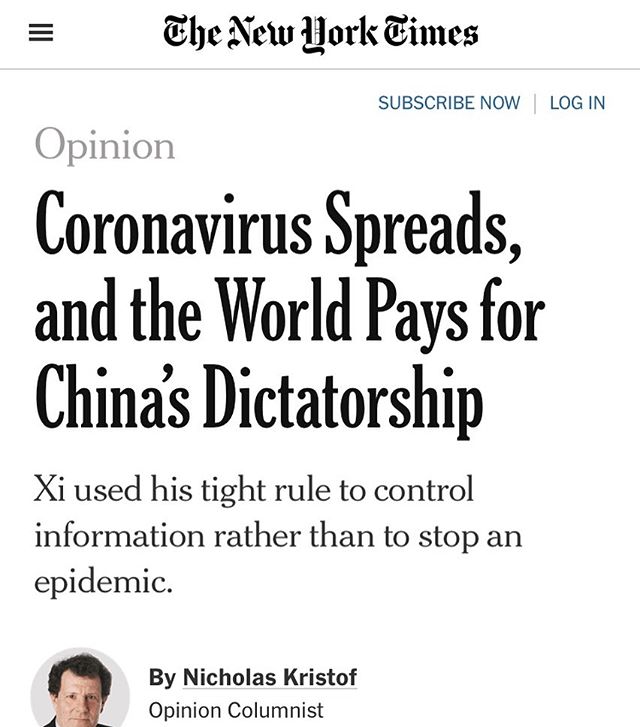 The New York Times
SUBSCRIBE NOW | LOG IN
Opinion
Coronavirus Spreads,
and the World Pays for
China's Dictatorship
Xi used his tight rule to control
information rather than to stop an
epidemic.
By Nicholas Kristof
Opinion Columnist